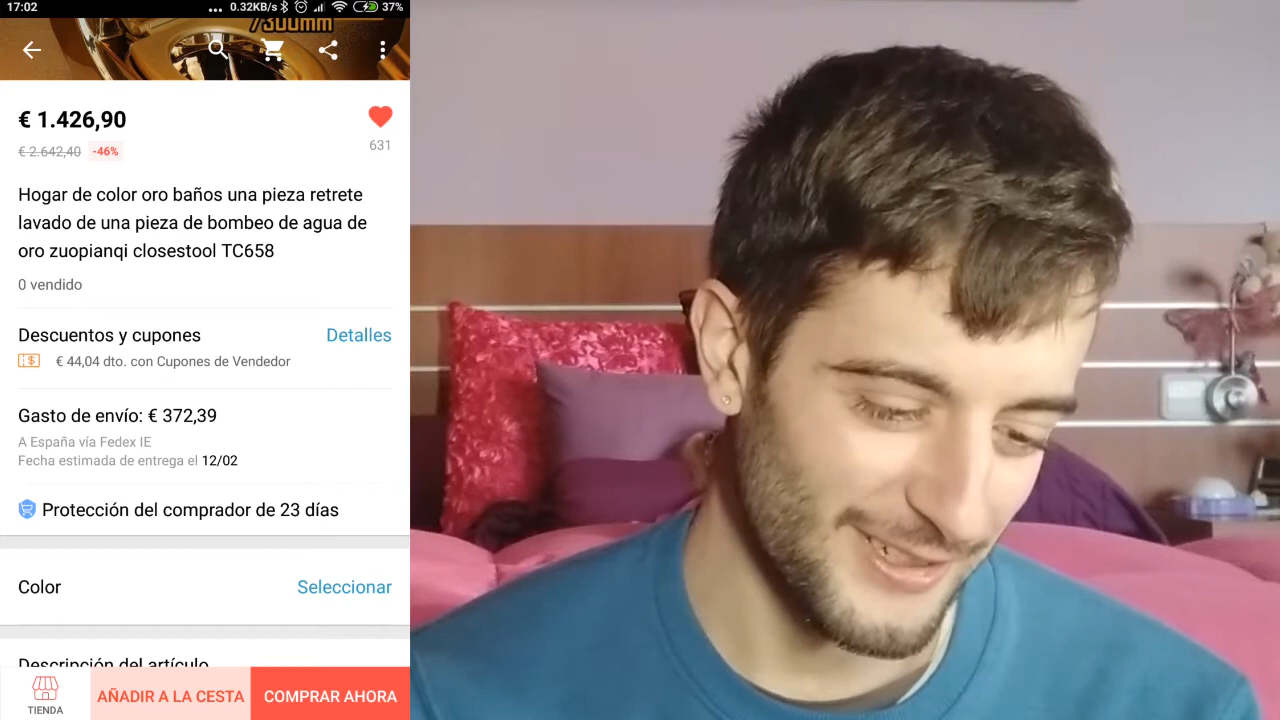 17:02
... 0.32KB/s 37%
/300mm
€ 1.426,90
€ 2.642,40 -46%
631
Hogar de color oro baños una pieza retrete
lavado de una pieza de bombeo de agua de
oro zuopianqi closestool TC658
0 vendido
Descuentos y cupones Detalles
€ 44,04 dto. con Cupones de Vendedor
Gasto de envío: € 372,39
A España vía Fedex IE
Fecha estimada de entrega el 12/02
Protección del comprador de 23 días
Color Seleccionar
Descripción del artículo
TIENDA
AÑADIR A LA CESTA
COMPRAR AHORA